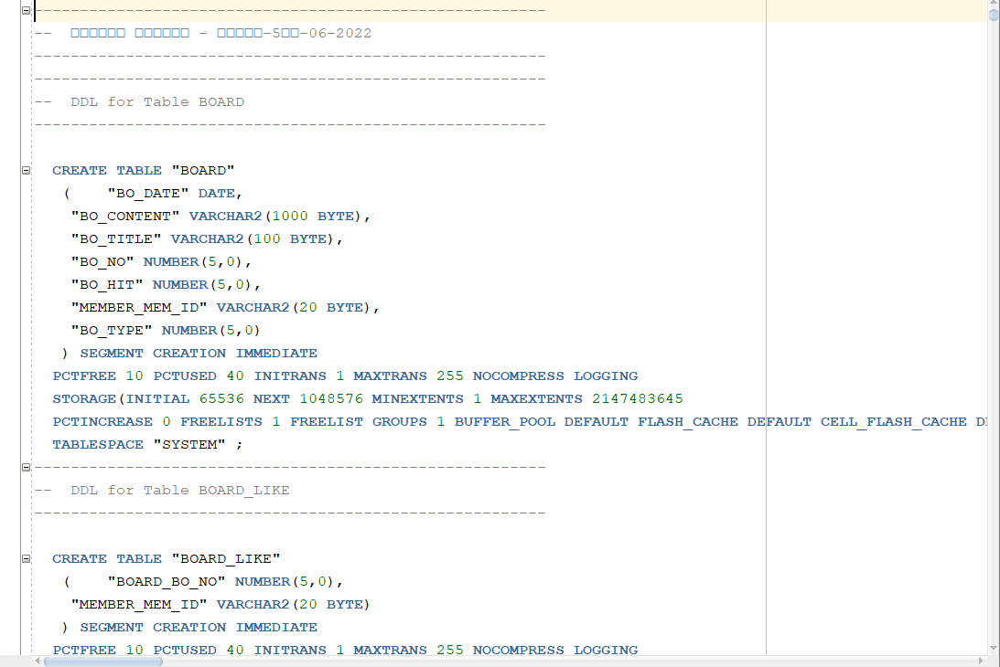 --------------------------------------------------------
--  □□□□□□ □□□□□□ - □□□□□-5□□-06-2022
--------------------------------------------------------
--------------------------------------------------------
--  DDL for Table BOARD
--------------------------------------------------------
CREATE TABLE "BOARD"
( "BO_DATE" DATE,
"BO_CONTENT" VARCHAR2(1000 BYTE),
"BO_TITLE" VARCHAR2(100 BYTE),
"BO_NO" NUMBER(5,0),
"BO_HIT" NUMBER(5,0),
"MEMBER_MEM_ID" VARCHAR2(20 BYTE),
"BO_TYPE" NUMBER(5,0)
) SEGMENT CREATION IMMEDIATE
PCTFREE 10 PCTUSED 40 INITRANS 1 MAXTRANS 255 NOCOMPRESS LOGGING
STORAGE(INITIAL 65536 NEXT 1048576 MINEXTENTS 1 MAXEXTENTS 2147483645
PCTINCREASE 0 FREELISTS 1 FREELIST GROUPS 1 BUFFER_POOL DEFAULT FLASH_CACHE DEFAULT CELL_FLASH_CACHE
TABLESPACE "SYSTEM" ;
--------------------------------------------------------
--  DDL for Table BOARD_LIKE
--------------------------------------------------------
CREATE TABLE "BOARD_LIKE"
( "BOARD_BO_NO" NUMBER(5,0),
"MEMBER_MEM_ID" VARCHAR2(20 BYTE)
) SEGMENT CREATION IMMEDIATE
PCTFREE 10 PCTUSED 40 INITRANS 1 MAXTRANS 255 NOCOMPRESS LOGGING